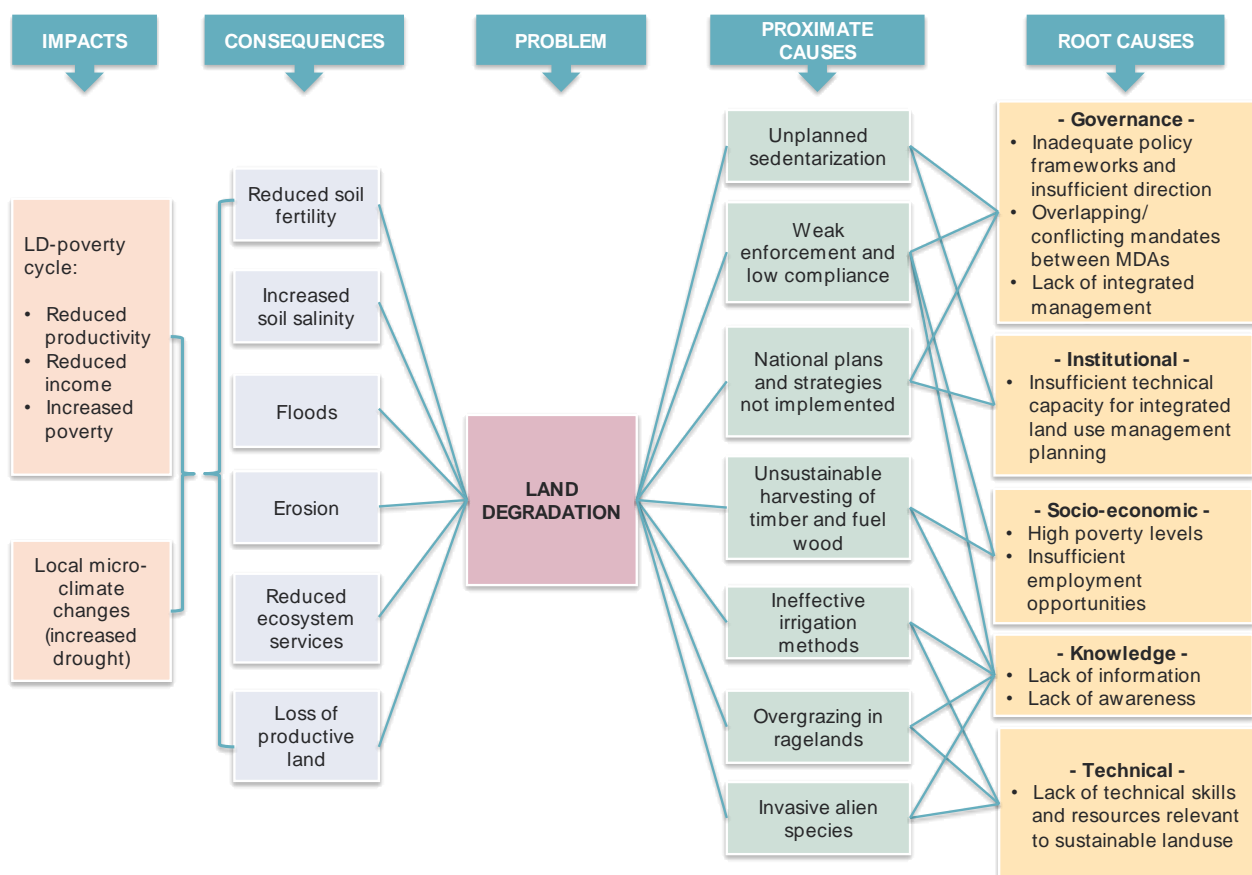 IMPACTS
CONSEQUENCES
PROBLEM
PROXIMATE
CAUSES
ROOT CAUSES
LD-poverty
cycle:
• Reduced
productivity
• Reduced
income
• Increased
poverty
Local micro-
climate
changes
(increased
drought)
Reduced soil
fertility
Increased
soil salinity
Floods
Erosion
Reduced
ecosystem
services
Loss of
productive
land
LAND
DEGRADATION
Unplanned
sedentarization
Weak
enforcement and
low compliance
National plans
and strategies
not implemented
Unsustainable
harvesting of
timber and fuel
wood
Ineffective
irrigation
methods
Overgrazing in
ragelands
Invasive alien
species
- Governance -
• Inadequate policy
frameworks and
insufficient direction
• Overlapping/
conflicting mandates
between MDAs
• Lack of integrated
management
- Institutional -
• Insufficient technical
capacity for integrated
land use management
planning
- Socio-economic -
• High poverty levels
• Insufficient
employment
opportunities
- Knowledge -
• Lack of information
• Lack of awareness
- Technical -
• Lack of technical skills
and resources relevant
to sustainable landuse